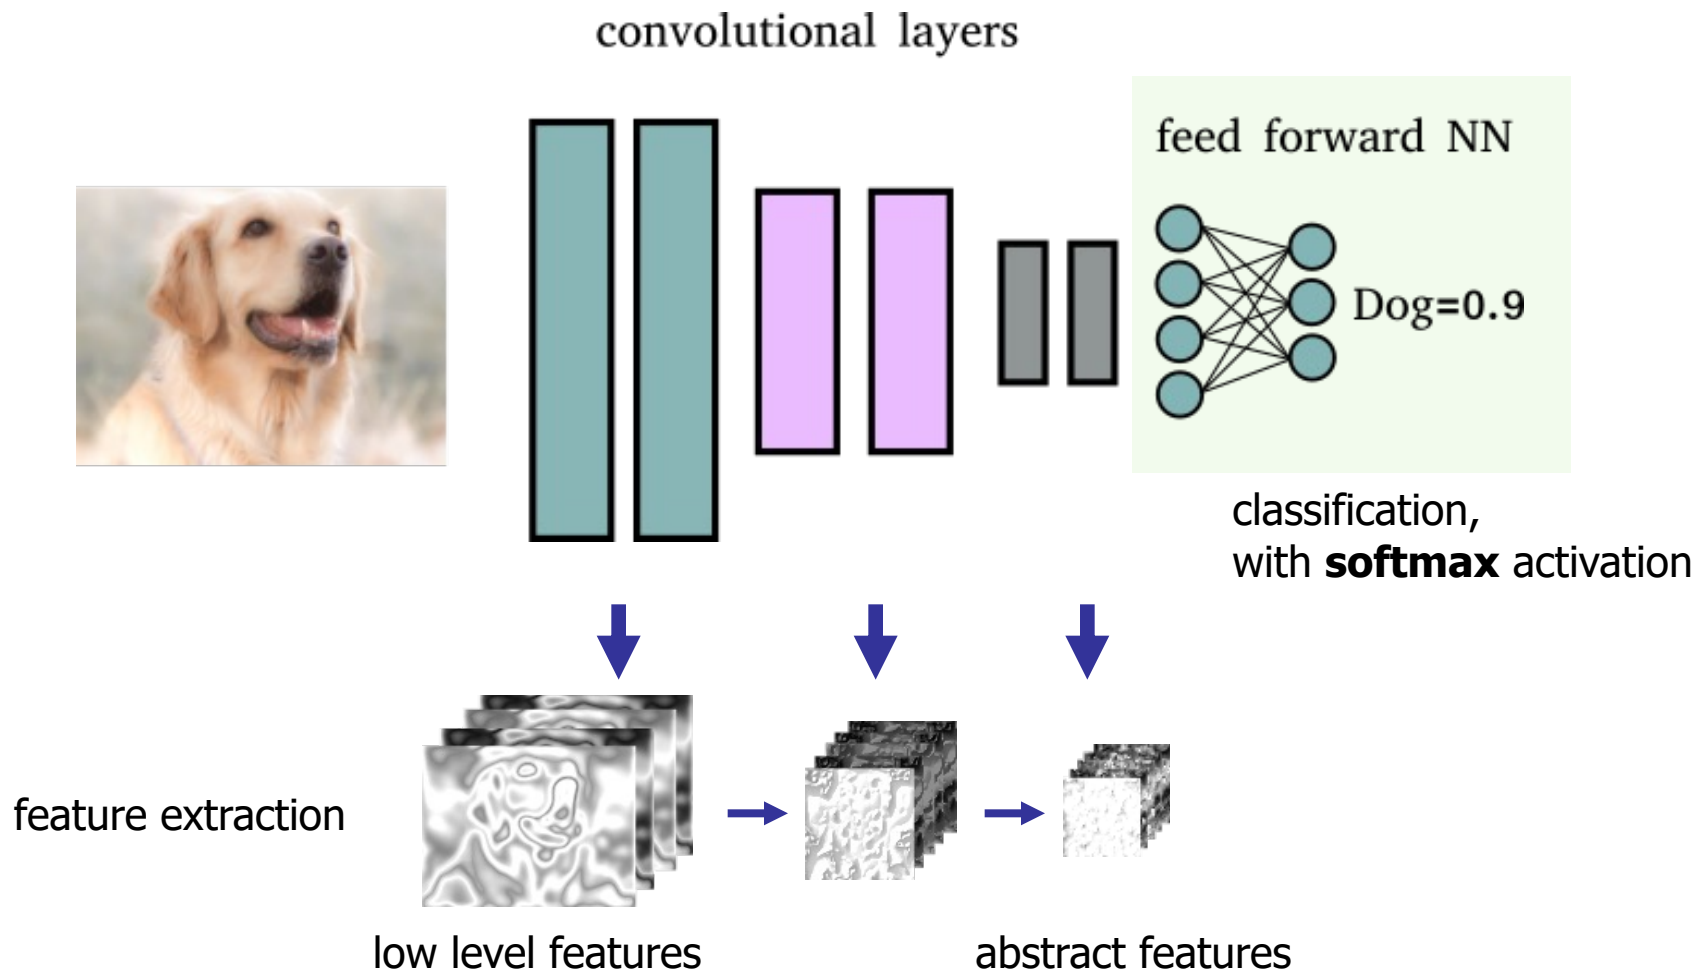 convolutional layers
feed forward NN
Dog=0.9
classification,
with softmax activation
feature extraction
low level features
abstract features